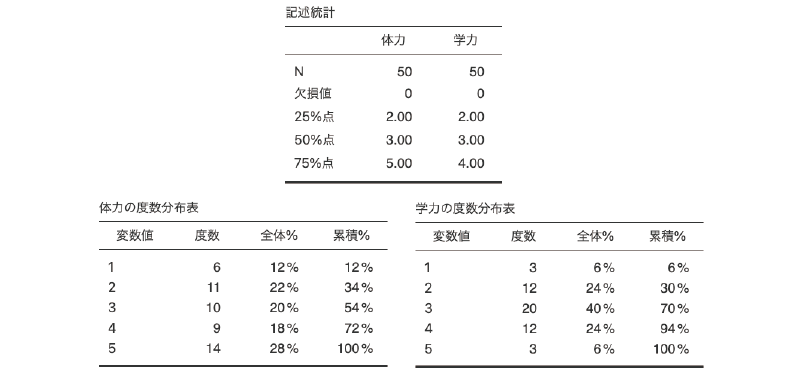 記述統計
体力 学力
N 50 50
欠損値 0 0
25%点 2.00 2.00
50%点 3.00 3.00
75%点 5.00 4.00
体力の度数分布表
変数値 度数 全体% 累積%
1 6 12% 12%
2 11 22% 34%
3 10 20% 54%
4 9 18% 72%
5 14 28% 100%
学力の度数分布表
変数値 度数 全体% 累積%
1 3 6% 6%
2 12 24% 30%
3 20 40% 70%
4 12 24% 94%
5 3 6% 100%